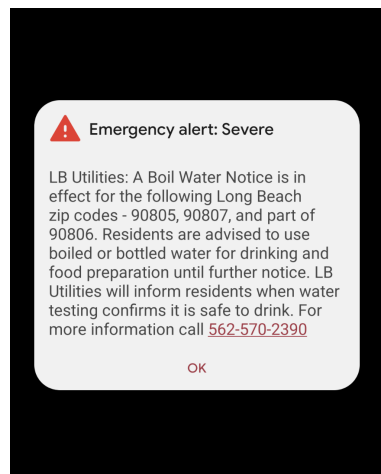 Emergency alert: Severe
LB Utilities: A Boil Water Notice is in
effect for the following Long Beach
zip codes - 90805, 90807, and part of
90806. Residents are advised to use
boiled or bottled water for drinking and
food preparation until further notice. LB
Utilities will inform residents when water
testing confirms it is safe to drink. For
more information call 562-570-2390
OK